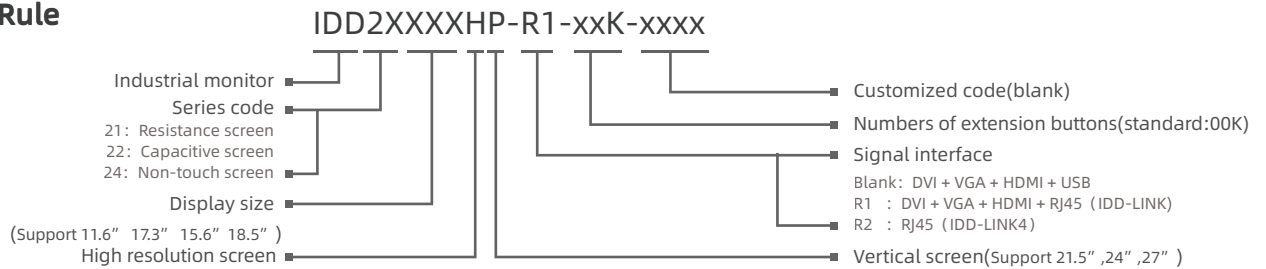 Rule
IDD2XXXXHP-R1-xxK-xxxx
Industrial monitor
Series code
21: Resistance screen
22: Capacitive screen
24: Non-touch screen
Display size
(Support 11.6” 17.3” 15.6” 18.5” )
High resolution screen
Customized code(blank)
Numbers of extension buttons(standard:00K)
Signal interface
Blank: DVI + VGA + HDMI + USB
R1 : DVI + VGA + HDMI + RJ45 (IDD-LINK)
R2 : RJ45 (IDD-LINK4)
Vertical screen(Support 21.5” ,24” ,27” )